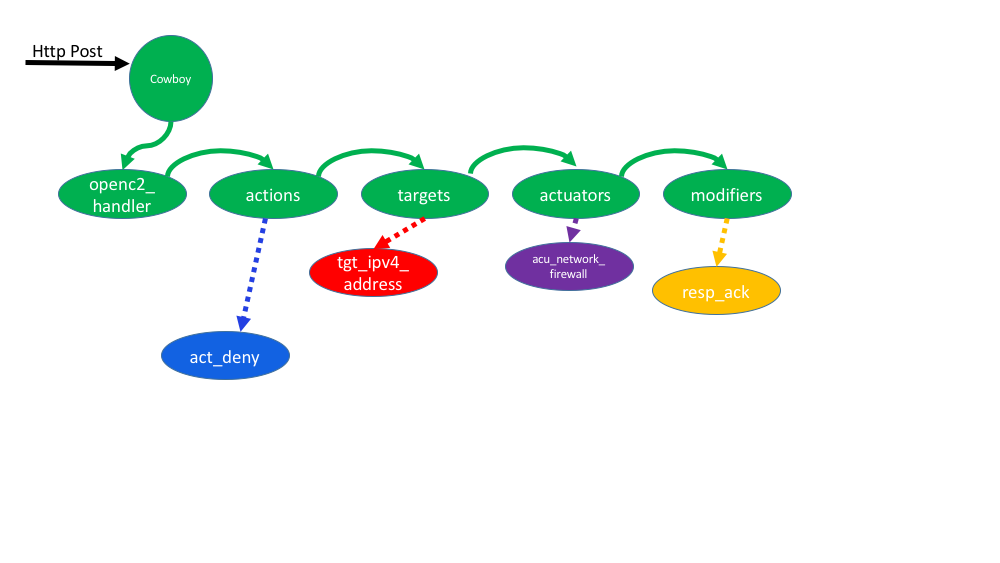 Http Post
Cowboy
openc2_
handler
actions
targets
actuators
modifiers
tgt_ipv4_
address
acu_network_
firewall
resp_ack
act_deny